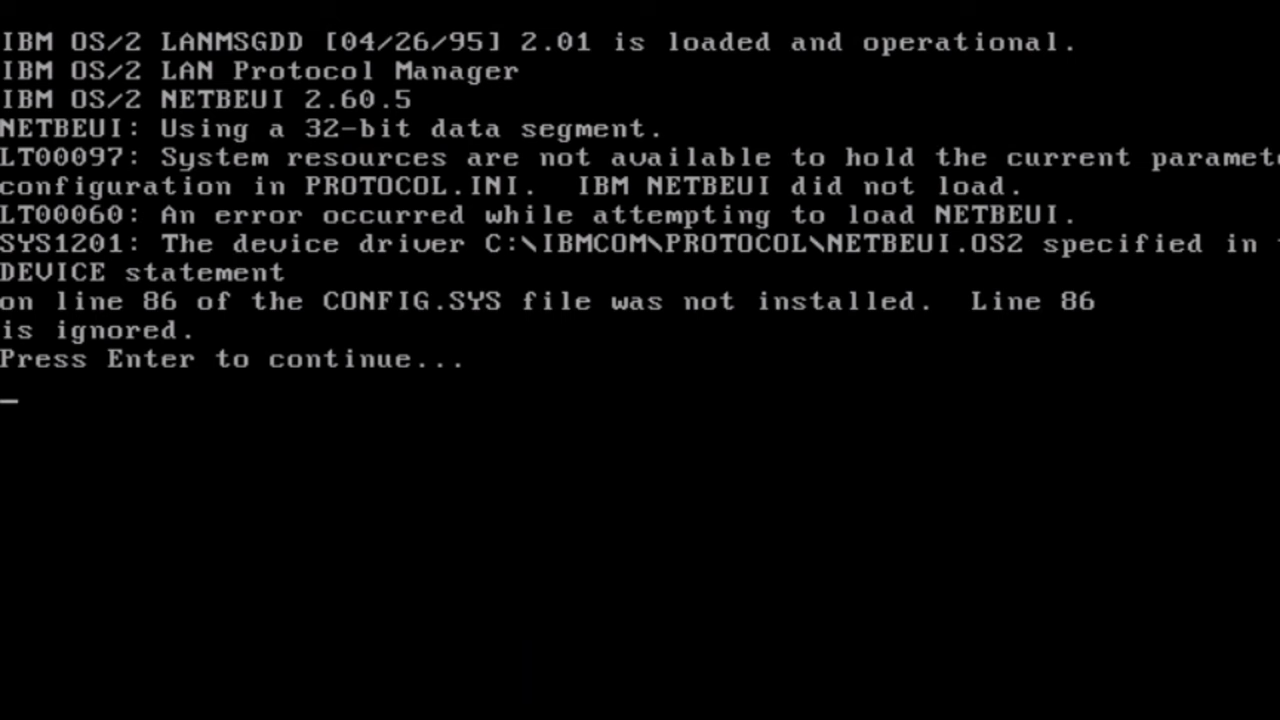 IBM OS/2 LANMSGDD [04/26/95] 2.01 is loaded and operational.
IBM OS/2 LAN Protocol Manager
IBM OS/2 NETBEUI 2.60.5
NETBEUI: Using a 32-bit data segment.
LT00097: System resources are not available to hold the current paramet
configuration in PROTOCOL.INI.  IBM NETBEUI did not load.
LT00060: An error occurred while attempting to load NETBEUI.
SYS1201: The device driver C:\IBMCOM\PROTOCOL\NETBEUI.OS2 specified in
DEVICE statement
on line 86 of the CONFIG.SYS file was not installed.  Line 86
is ignored.
Press Enter to continue...